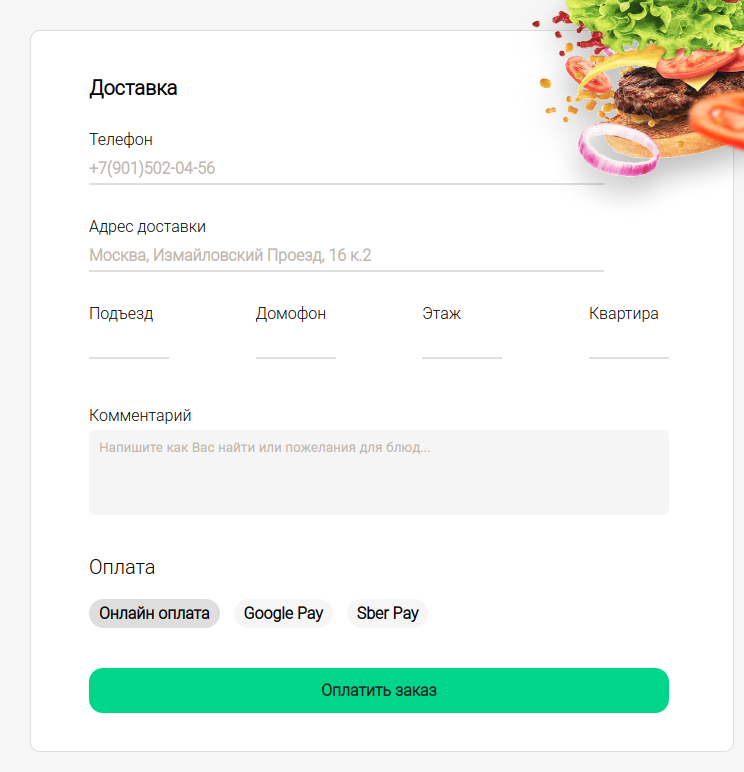 Доставка
Телефон
+7(901)502-04-56
Адрес доставки
Москва, Измайловский Проезд, 16 к.2
Подъезд Домофон Этаж Квартира
Комментарий
Напишите как Вас найти или пожелания для блюд...
Оплата
Онлайн оплата Google Pay Sber Pay
Оплатить заказ